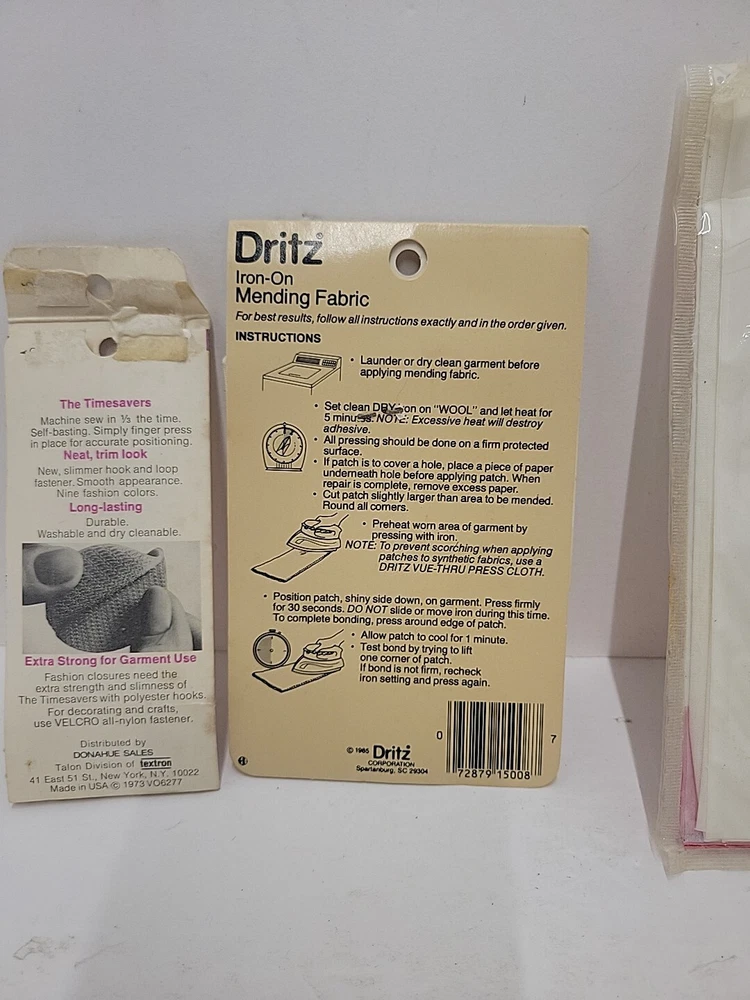 The Timesavers
Machine sew in ⅓ the time.
Self-basting. Simply finger press
in place for accurate positioning.
Neat, trim look
New, slimmer hook and loop
fastener. Smooth appearance.
Nine fashion colors.
Long-lasting
Durable.
Washable and dry cleanable.
Extra Strong for Garment Use
Fashion closures need the
extra strength and slimness of
The Timesavers with polyester hooks.
For decorating and crafts,
use VELCRO all-nylon fastener.
Distributed by
DONAHUE SALES
Talon Division of textron
41 East 51 St., New York, N.Y. 10022
Made in USA © 1973 VO6277
Dritz®
Iron-On
Mending Fabric
For best results, follow all instructions exactly and in the order given.
INSTRUCTIONS
• Launder or dry clean garment before
applying mending fabric.
• Set clean DRY iron on "WOOL" and let heat for
5 minutes. NOTE: Excessive heat will destroy
adhesive.
• All pressing should be done on a firm protected
surface.
• If patch is to cover a hole, place a piece of paper
underneath hole before applying patch. When
repair is complete, remove excess paper.
• Cut patch slightly larger than area to be mended.
Round all corners.
• Preheat worn area of garment by
pressing with iron.
NOTE: To prevent scorching when applying
patches to synthetic fabrics, use a
DRITZ VUE-THRU PRESS CLOTH.
• Position patch, shiny side down, on garment. Press firmly
for 30 seconds. DO NOT slide or move iron during this time.
To complete bonding, press around edge of patch.
• Allow patch to cool for 1 minute.
• Test bond by trying to lift
one corner of patch.
If bond is not firm, recheck
iron setting and press again.
© 1985 Dritz®
CORPORATION
Spartanburg, SC 29304
0 72879 15008 7